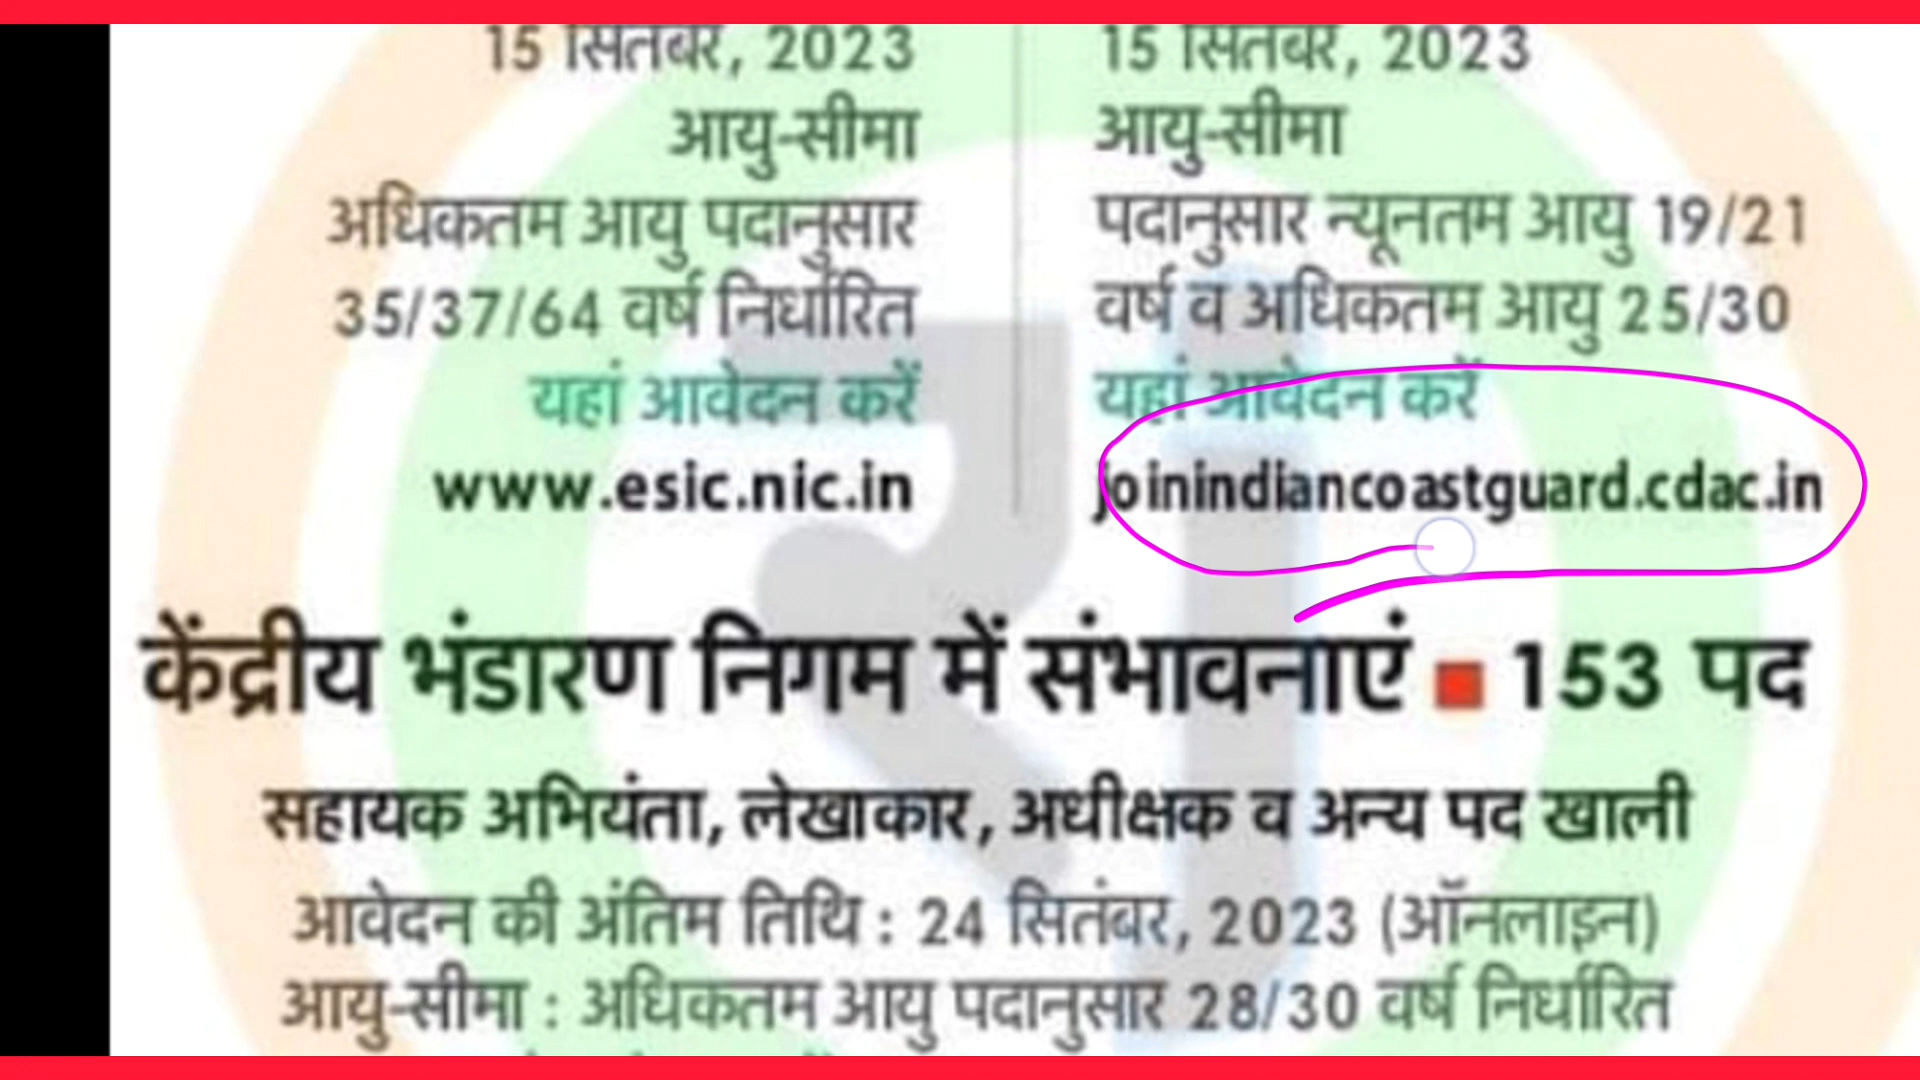 15 सितंबर, 2023
आयु-सीमा
अधिकतम आयु पदानुसार
35/37/64 वर्ष निर्धारित
यहां आवेदन करें
www.esic.nic.in
15 सितंबर, 2023
आयु-सीमा
पदानुसार न्यूनतम आयु 19/21
वर्ष व अधिकतम आयु 25/30
यहां आवेदन करें
joinindiancoastguard.cdac.in
केंद्रीय भंडारण निगम में संभावनाएं ■ 153 पद
सहायक अभियंता, लेखाकार, अधीक्षक व अन्य पद खाली
आवेदन की अंतिम तिथि : 24 सितंबर, 2023 (ऑनलाइन)
आयु-सीमा : अधिकतम आयु पदानुसार 28/30 वर्ष निर्धारित